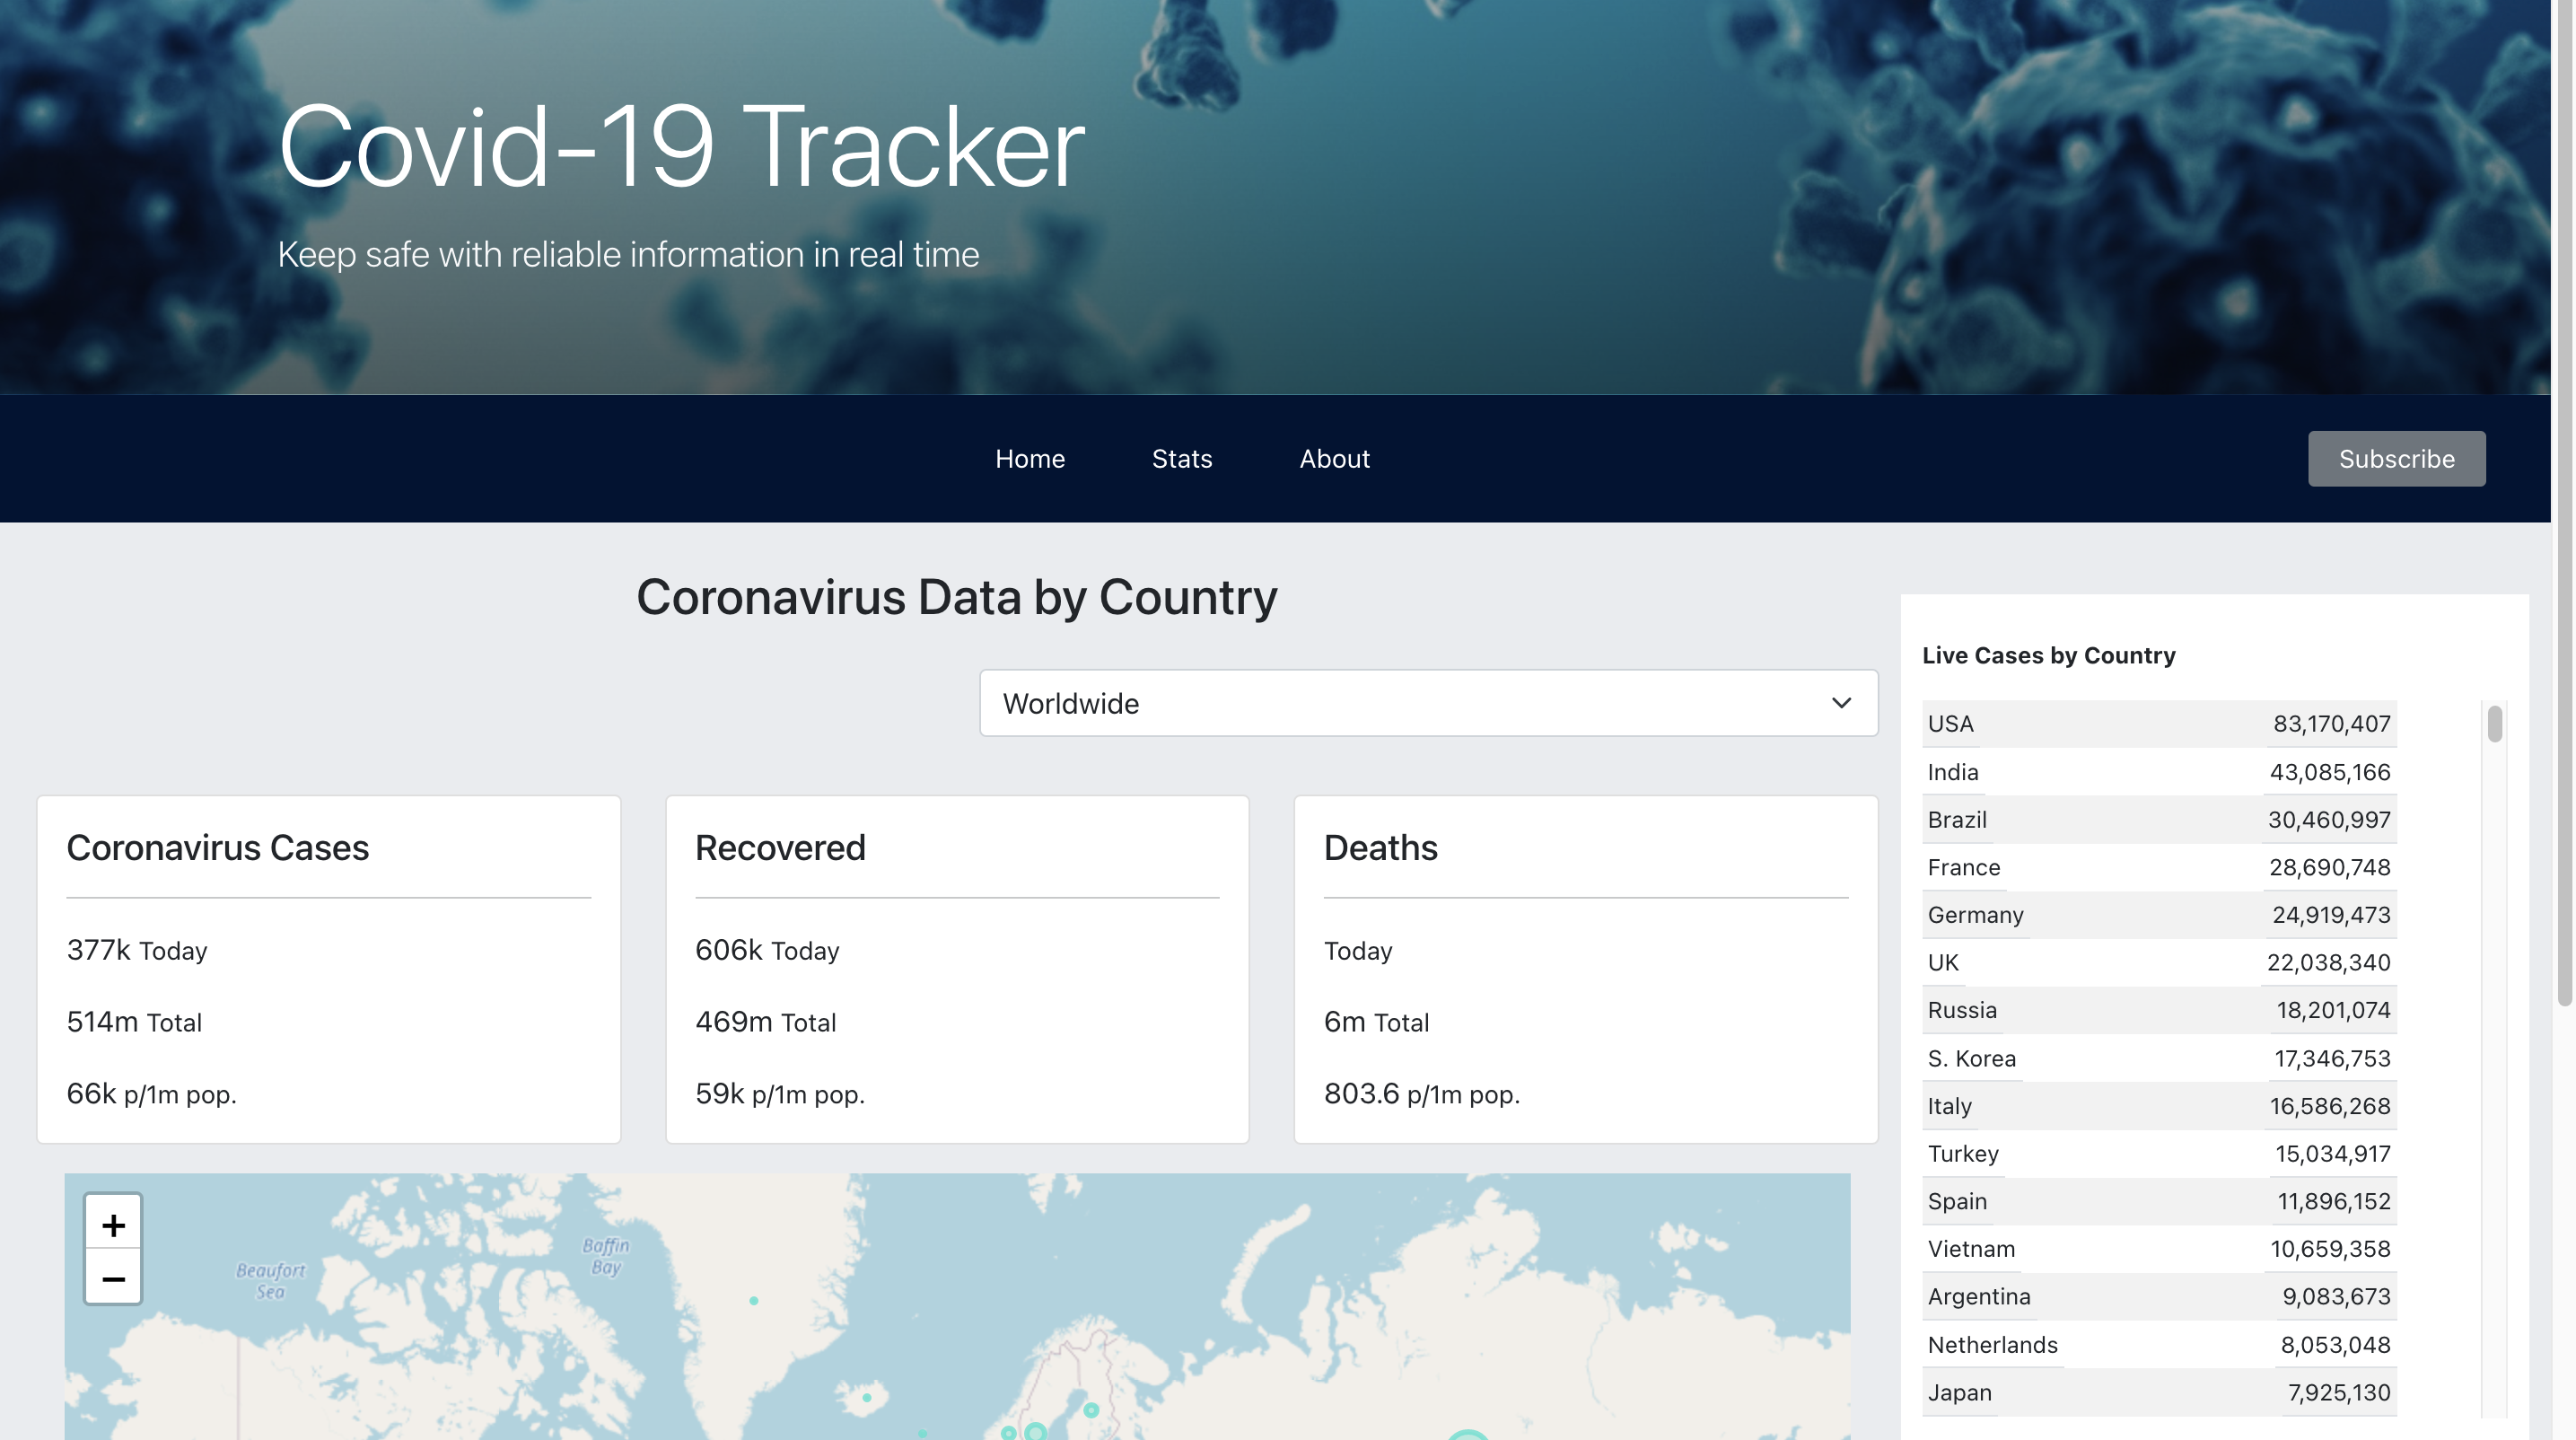 Covid-19 Tracker
Keep safe with reliable information in real time
Home Stats About Subscribe
Coronavirus Data by Country
Worldwide
Coronavirus Cases
377k Today
514m Total
66k p/1m pop.
Recovered
606k Today
469m Total
59k p/1m pop.
Deaths
Today
6m Total
803.6 p/1m pop.
+
−
Beaufort
Sea
Baffin
Bay
Live Cases by Country
USA 83,170,407
India 43,085,166
Brazil 30,460,997
France 28,690,748
Germany 24,919,473
UK 22,038,340
Russia 18,201,074
S. Korea 17,346,753
Italy 16,586,268
Turkey 15,034,917
Spain 11,896,152
Vietnam 10,659,358
Argentina 9,083,673
Netherlands 8,053,048
Japan 7,925,130